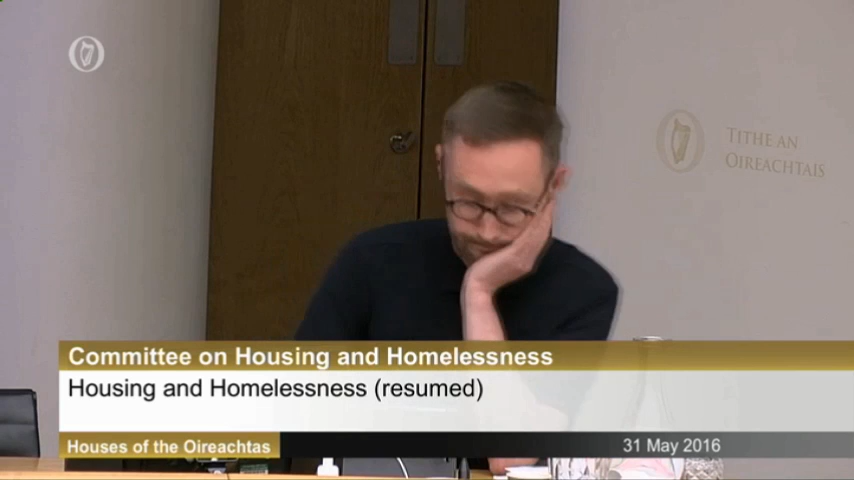 TITHE AN
OIREACHTAIS
Committee on Housing and Homelessness
Housing and Homelessness (resumed)
Houses of the Oireachtas
31 May 2016